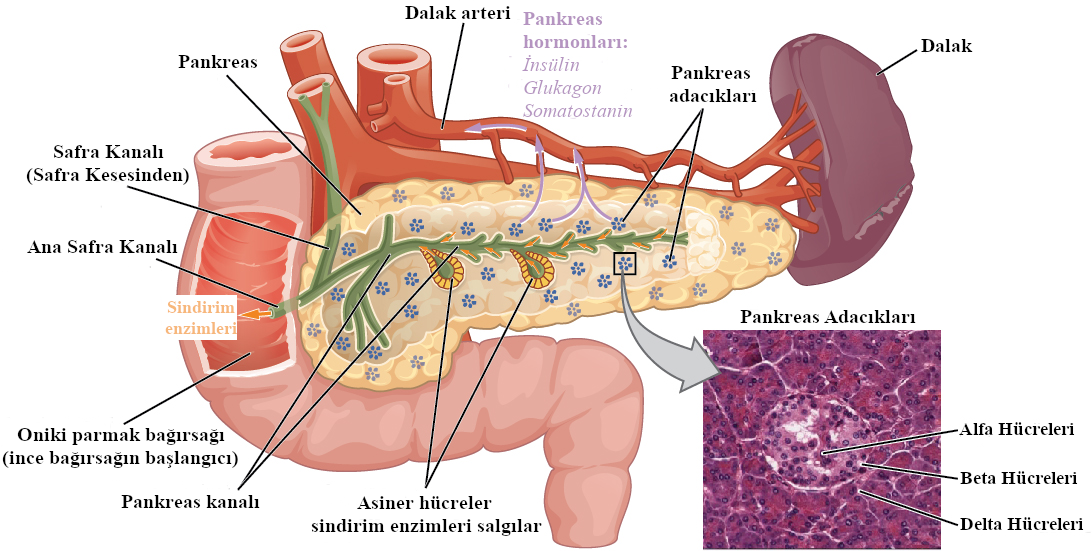 Dalak arteri
Pankreas
hormonları:
İnsülin
Glukagon
Somatostanin
Dalak
Pankreas
Pankreas
adacıkları
Safra Kanalı
(Safra Kesesinden)
Ana Safra Kanalı
Sindirim
enzimleri
Pankreas Adacıkları
Oniki parmak bağırsağı
(ince bağırsağın başlangıcı)
Pankreas kanalı
Asiner hücreler
sindirim enzimleri salgılar
Alfa Hücreleri
Beta Hücreleri
Delta Hücreleri